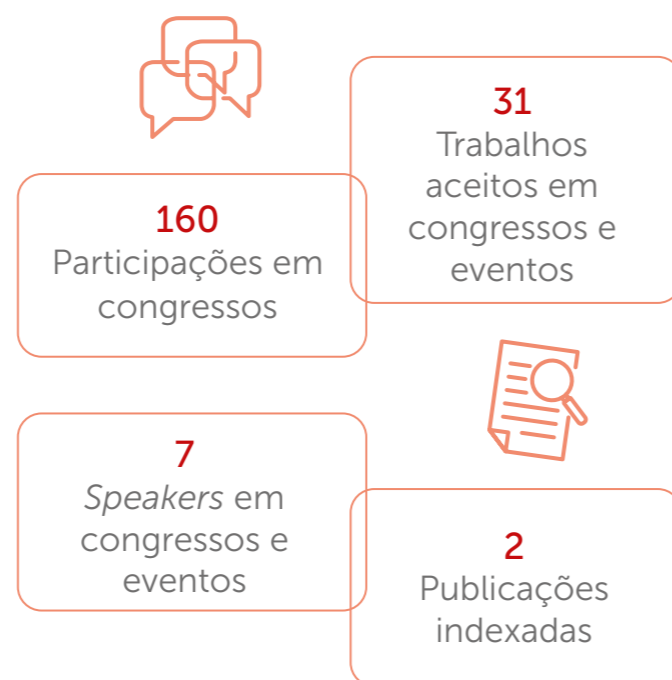 160
Participações em
congressos
31
Trabalhos
aceitos em
congressos e
eventos
7
Speakers em
congressos e
eventos
2
Publicações
indexadas